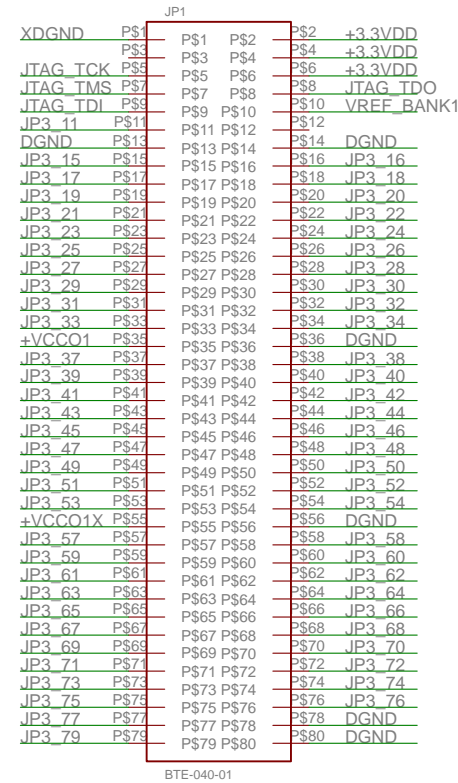 JP1
XDGND P$1 P$1 P$2 P$2 +3.3VDD
P$3 P$3 P$4 P$4 +3.3VDD
JTAG_TCK P$5 P$5 P$6 P$6 +3.3VDD
JTAG_TMS P$7 P$7 P$8 P$8 JTAG_TDO
JTAG_TDI P$9 P$9 P$10 P$10 VREF_BANK1
JP3_11 P$11 P$11 P$12 P$12
DGND P$13 P$13 P$14 P$14 DGND
JP3_15 P$15 P$15 P$16 P$16 JP3_16
JP3_17 P$17 P$17 P$18 P$18 JP3_18
JP3_19 P$19 P$19 P$20 P$20 JP3_20
JP3_21 P$21 P$21 P$22 P$22 JP3_22
JP3_23 P$23 P$23 P$24 P$24 JP3_24
JP3_25 P$25 P$25 P$26 P$26 JP3_26
JP3_27 P$27 P$27 P$28 P$28 JP3_28
JP3_29 P$29 P$29 P$30 P$30 JP3_30
JP3_31 P$31 P$31 P$32 P$32 JP3_32
JP3_33 P$33 P$33 P$34 P$34 JP3_34
+VCCO1 P$35 P$35 P$36 P$36 DGND
JP3_37 P$37 P$37 P$38 P$38 JP3_38
JP3_39 P$39 P$39 P$40 P$40 JP3_40
JP3_41 P$41 P$41 P$42 P$42 JP3_42
JP3_43 P$43 P$43 P$44 P$44 JP3_44
JP3_45 P$45 P$45 P$46 P$46 JP3_46
JP3_47 P$47 P$47 P$48 P$48 JP3_48
JP3_49 P$49 P$49 P$50 P$50 JP3_50
JP3_51 P$51 P$51 P$52 P$52 JP3_52
JP3_53 P$53 P$53 P$54 P$54 JP3_54
+VCCO1X P$55 P$55 P$56 P$56 DGND
JP3_57 P$57 P$57 P$58 P$58 JP3_58
JP3_59 P$59 P$59 P$60 P$60 JP3_60
JP3_61 P$61 P$61 P$62 P$62 JP3_62
JP3_63 P$63 P$63 P$64 P$64 JP3_64
JP3_65 P$65 P$65 P$66 P$66 JP3_66
JP3_67 P$67 P$67 P$68 P$68 JP3_68
JP3_69 P$69 P$69 P$70 P$70 JP3_70
JP3_71 P$71 P$71 P$72 P$72 JP3_72
JP3_73 P$73 P$73 P$74 P$74 JP3_74
JP3_75 P$75 P$75 P$76 P$76 JP3_76
JP3_77 P$77 P$77 P$78 P$78 DGND
JP3_79 P$79 P$79 P$80 P$80 DGND
BTE-040-01